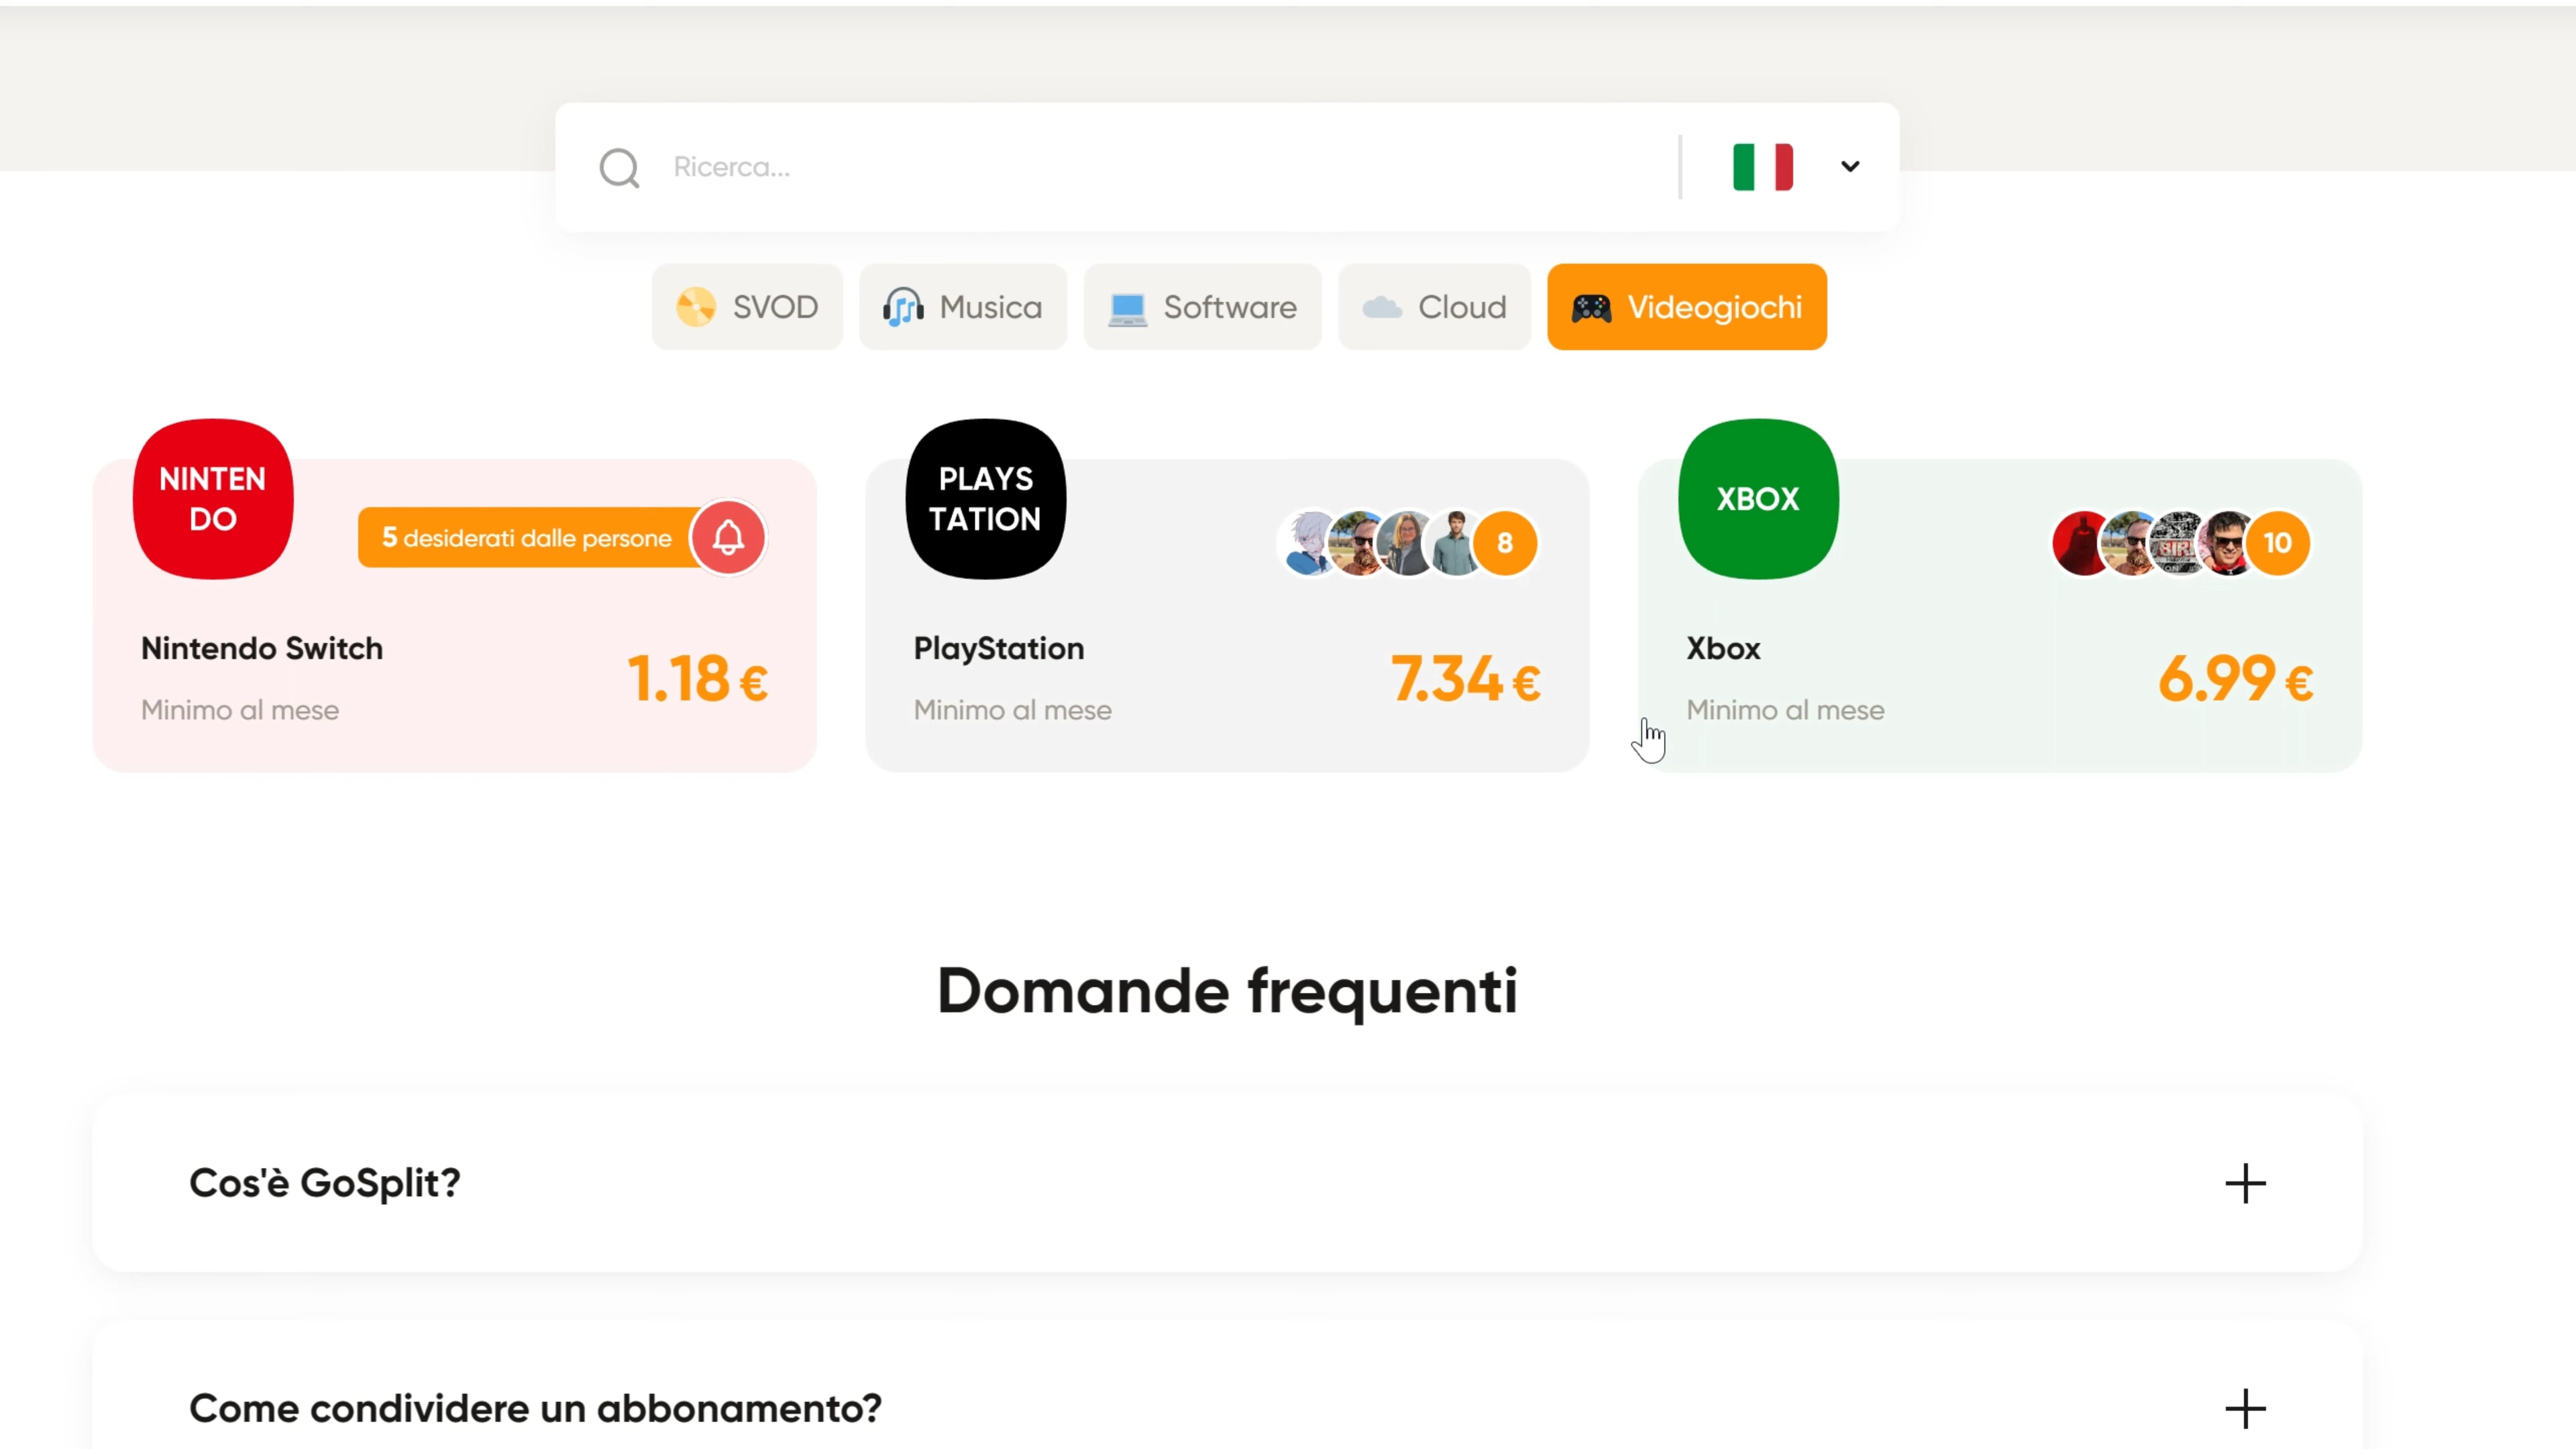 Ricerca...
SVOD
Musica
Software
Cloud
Videogiochi
NINTEN
DO
5 desiderati dalle persone
Nintendo Switch
Minimo al mese
1.18 €
PLAYS
TATION
8
PlayStation
Minimo al mese
7.34 €
XBOX
10
Xbox
Minimo al mese
6.99 €
Domande frequenti
Cos'è GoSplit?
Come condividere un abbonamento?